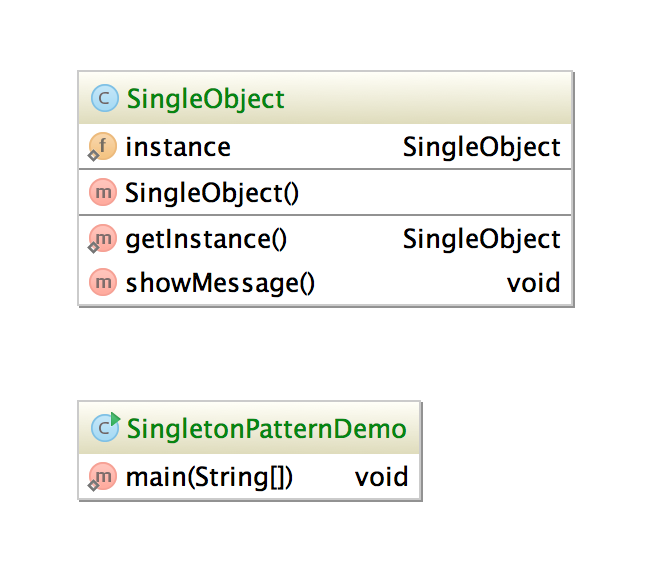 C SingleObject
f instance SingleObject
m SingleObject()
m getInstance() SingleObject
m showMessage() void
C SingletonPatternDemo
m main(String[]) void